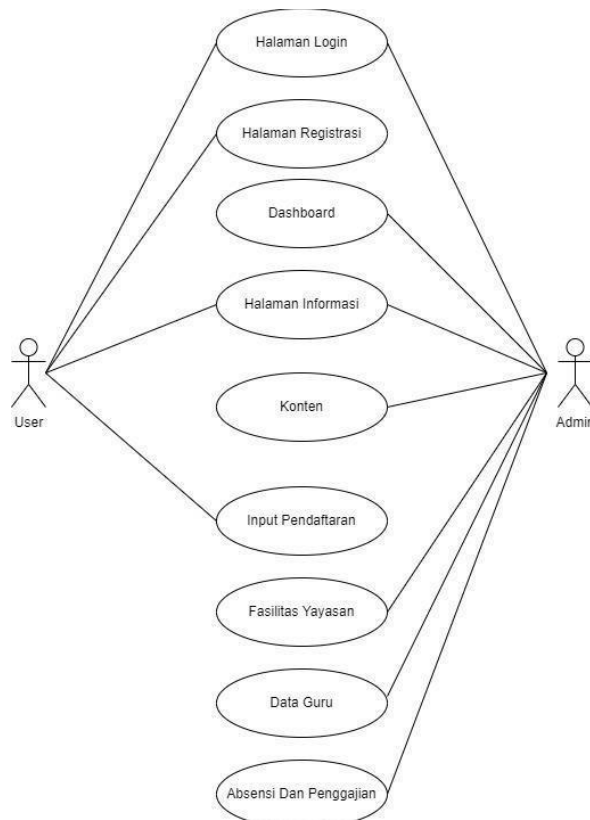 Halaman Login
Halaman Registrasi
Dashboard
Halaman Informasi
User
Admin
Konten
Input Pendaftaran
Fasilitas Yayasan
Data Guru
Absensi Dan Penggajian